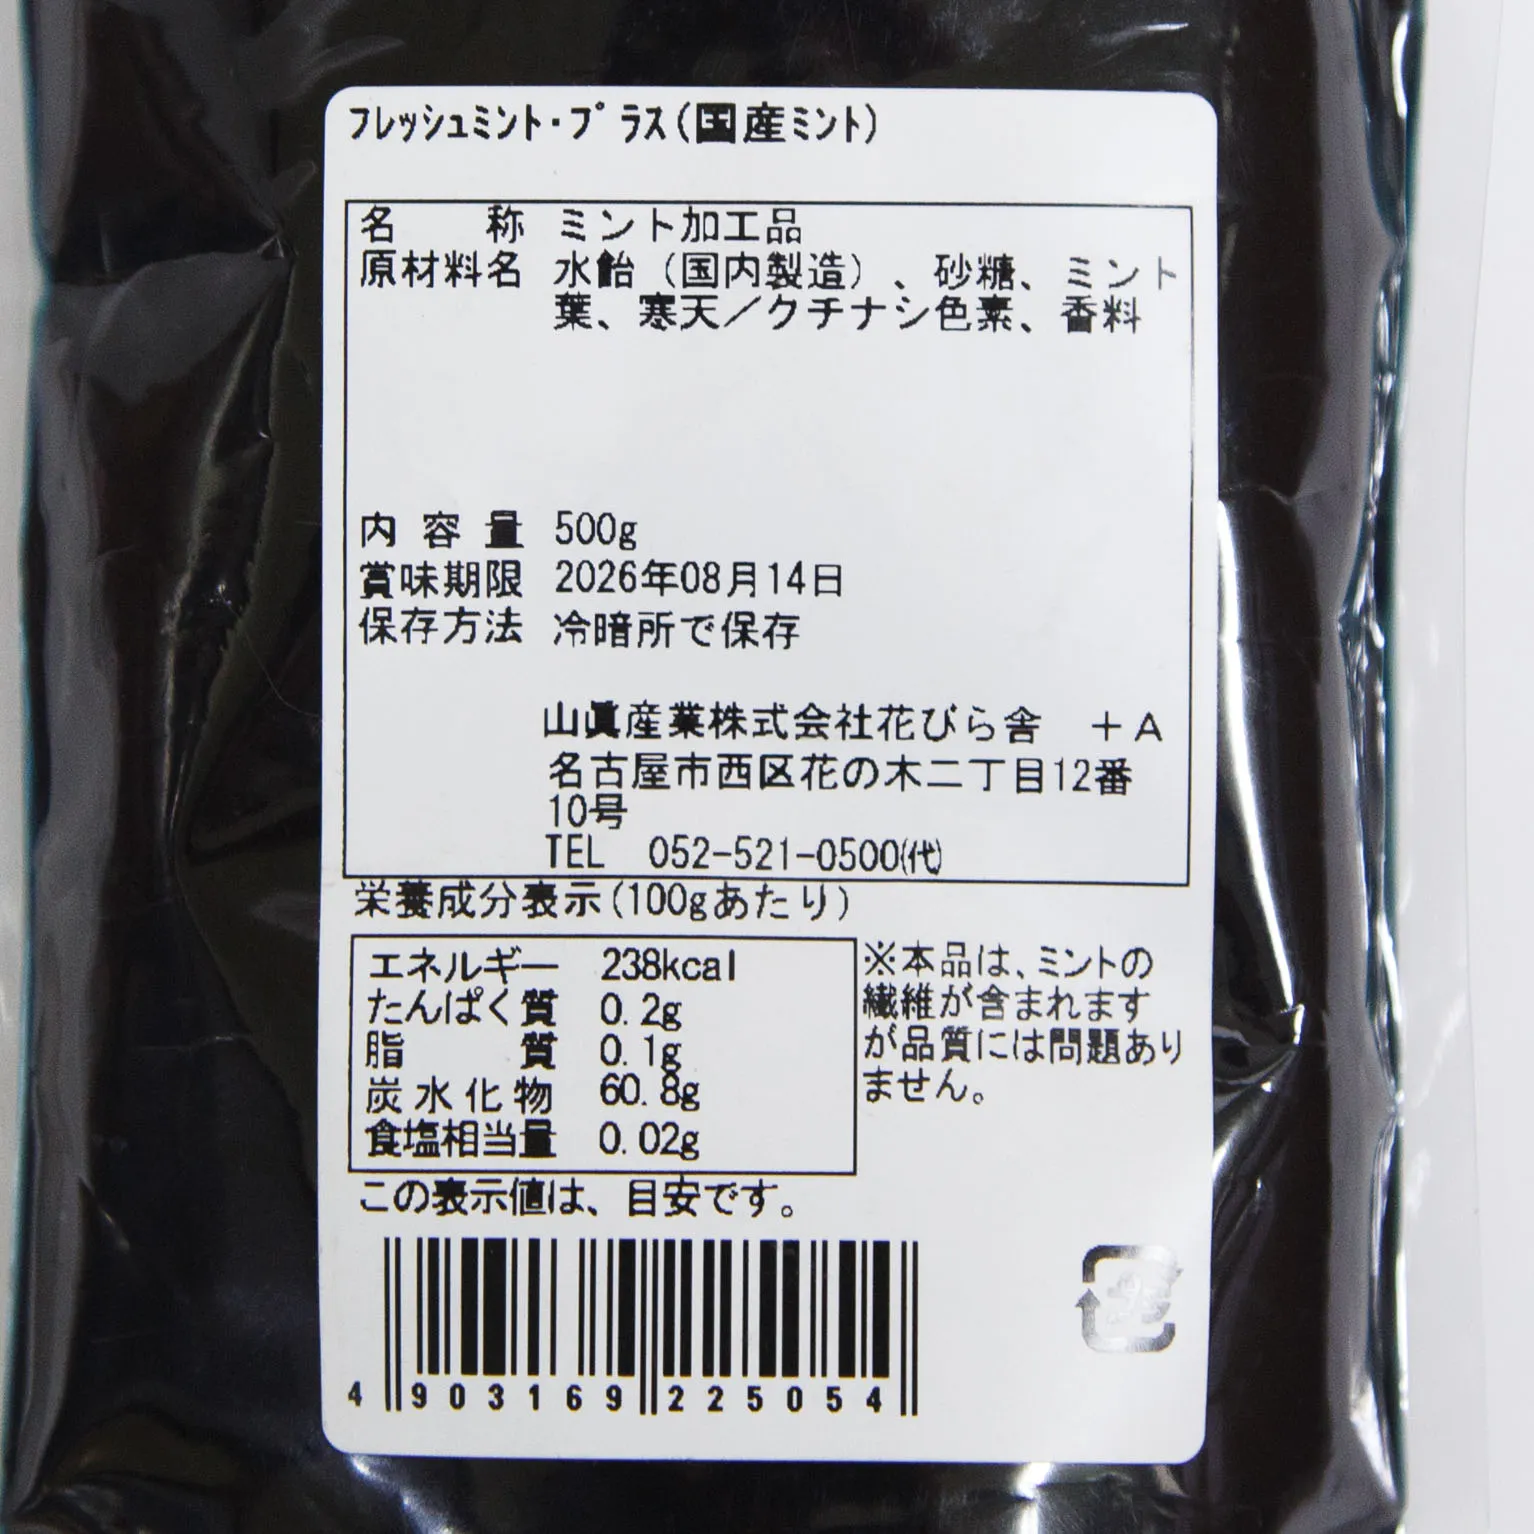 フレッシュミント・プラス(国産ミント)
名　　称　ミント加工品
原材料名　水飴（国内製造）、砂糖、ミント
葉、寒天／クチナシ色素、香料
内 容 量　500g
賞味期限　2026年08月14日
保存方法　冷暗所で保存
山眞産業株式会社花びら舎　＋A
名古屋市西区花の木二丁目12番
10号
TEL　052-521-0500(代)
栄養成分表示(100gあたり)
エネルギー　238kcal
たんぱく質　0.2g
脂　　質　0.1g
炭水化物　60.8g
食塩相当量　0.02g
※本品は、ミントの
繊維が含まれます
が品質には問題あり
ません。
この表示値は、目安です。
4 903169 225054
プラ